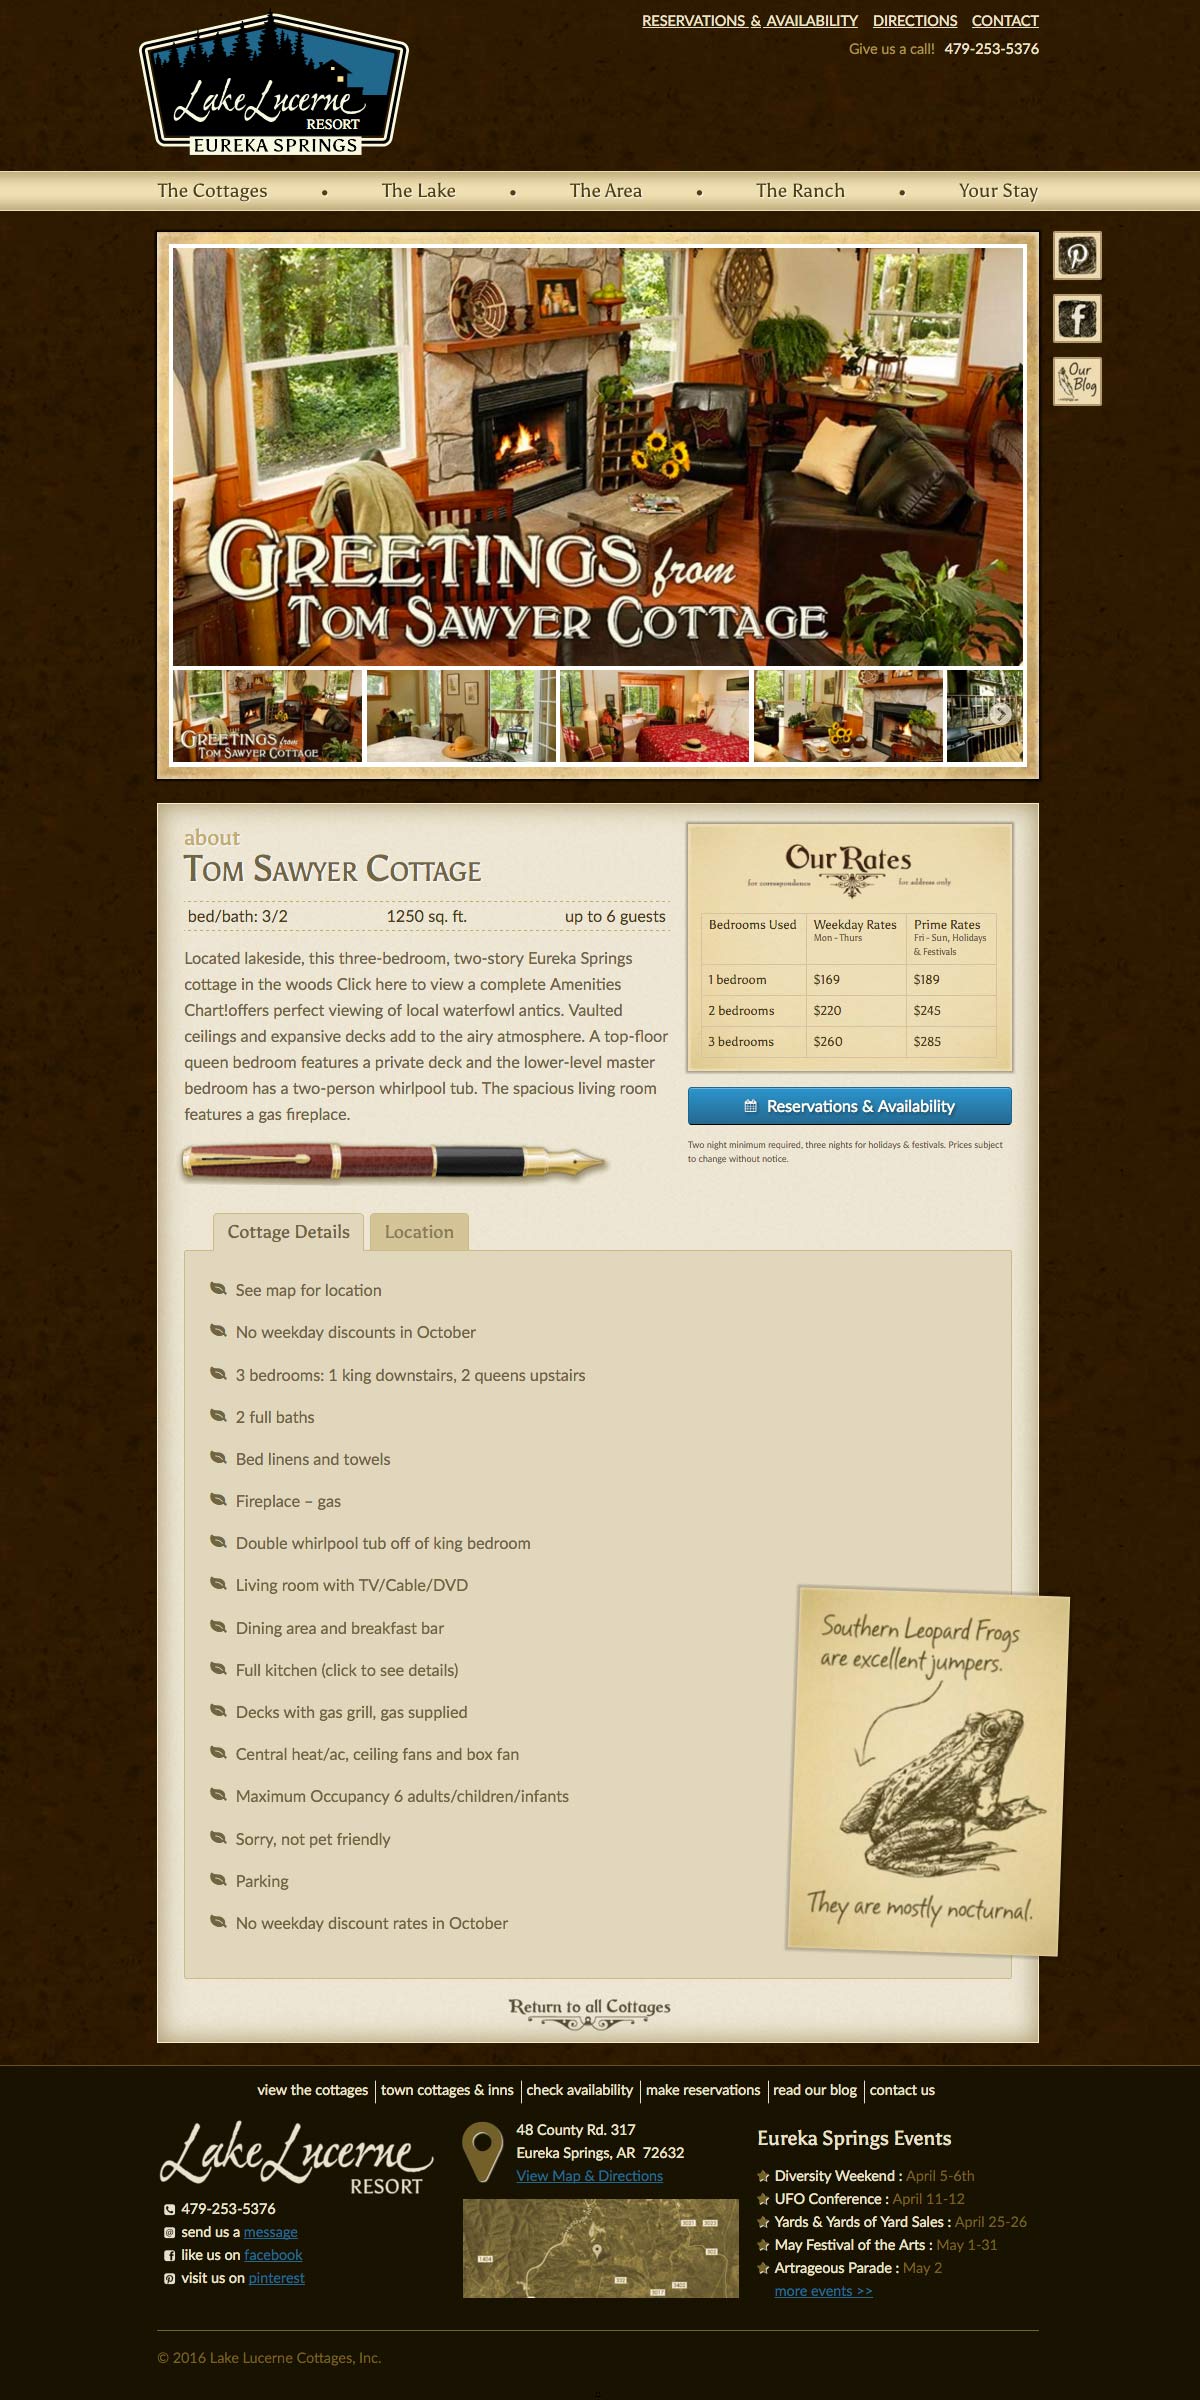 RESERVATIONS & AVAILABILITY DIRECTIONS CONTACT
Give us a call! 479-253-5376
Lake Lucerne
RESORT
EUREKA SPRINGS
The Cottages • The Lake • The Area • The Ranch • Your Stay
Our Blog
GREETINGS from
TOM SAWYER COTTAGE
GREETINGS from
TOM SAWYER COTTAGE
about
TOM SAWYER COTTAGE
bed/bath: 3/2 1250 sq. ft. up to 6 guests
Located lakeside, this three-bedroom, two-story Eureka Springs
cottage in the woods Click here to view a complete Amenities
Chart!offers perfect viewing of local waterfowl antics. Vaulted
ceilings and expansive decks add to the airy atmosphere. A top-floor
queen bedroom features a private deck and the lower-level master
bedroom has a two-person whirlpool tub. The spacious living room
features a gas fireplace.
Our Rates
for correspondence for address only
Bedrooms Used Weekday Rates Prime Rates
Mon - Thurs Fri - Sun, Holidays
& Festivals
1 bedroom $169 $189
2 bedrooms $220 $245
3 bedrooms $260 $285
Reservations & Availability
Two night minimum required, three nights for holidays & festivals. Prices subject
to change without notice.
Cottage Details Location
See map for location
No weekday discounts in October
3 bedrooms: 1 king downstairs, 2 queens upstairs
2 full baths
Bed linens and towels
Fireplace – gas
Double whirlpool tub off of king bedroom
Living room with TV/Cable/DVD
Dining area and breakfast bar
Full kitchen (click to see details)
Decks with gas grill, gas supplied
Central heat/ac, ceiling fans and box fan
Maximum Occupancy 6 adults/children/infants
Sorry, not pet friendly
Parking
No weekday discount rates in October
Southern Leopard Frogs
are excellent jumpers.
They are mostly nocturnal.
Return to all Cottages
view the cottages town cottages & inns check availability make reservations read our blog contact us
Lake Lucerne
RESORT
479-253-5376
send us a message
like us on facebook
visit us on pinterest
48 County Rd. 317
Eureka Springs, AR 72632
View Map & Directions
Eureka Springs Events
Diversity Weekend : April 5-6th
UFO Conference : April 11-12
Yards & Yards of Yard Sales : April 25-26
May Festival of the Arts : May 1-31
Artrageous Parade : May 2
more events >>
© 2016 Lake Lucerne Cottages, Inc.